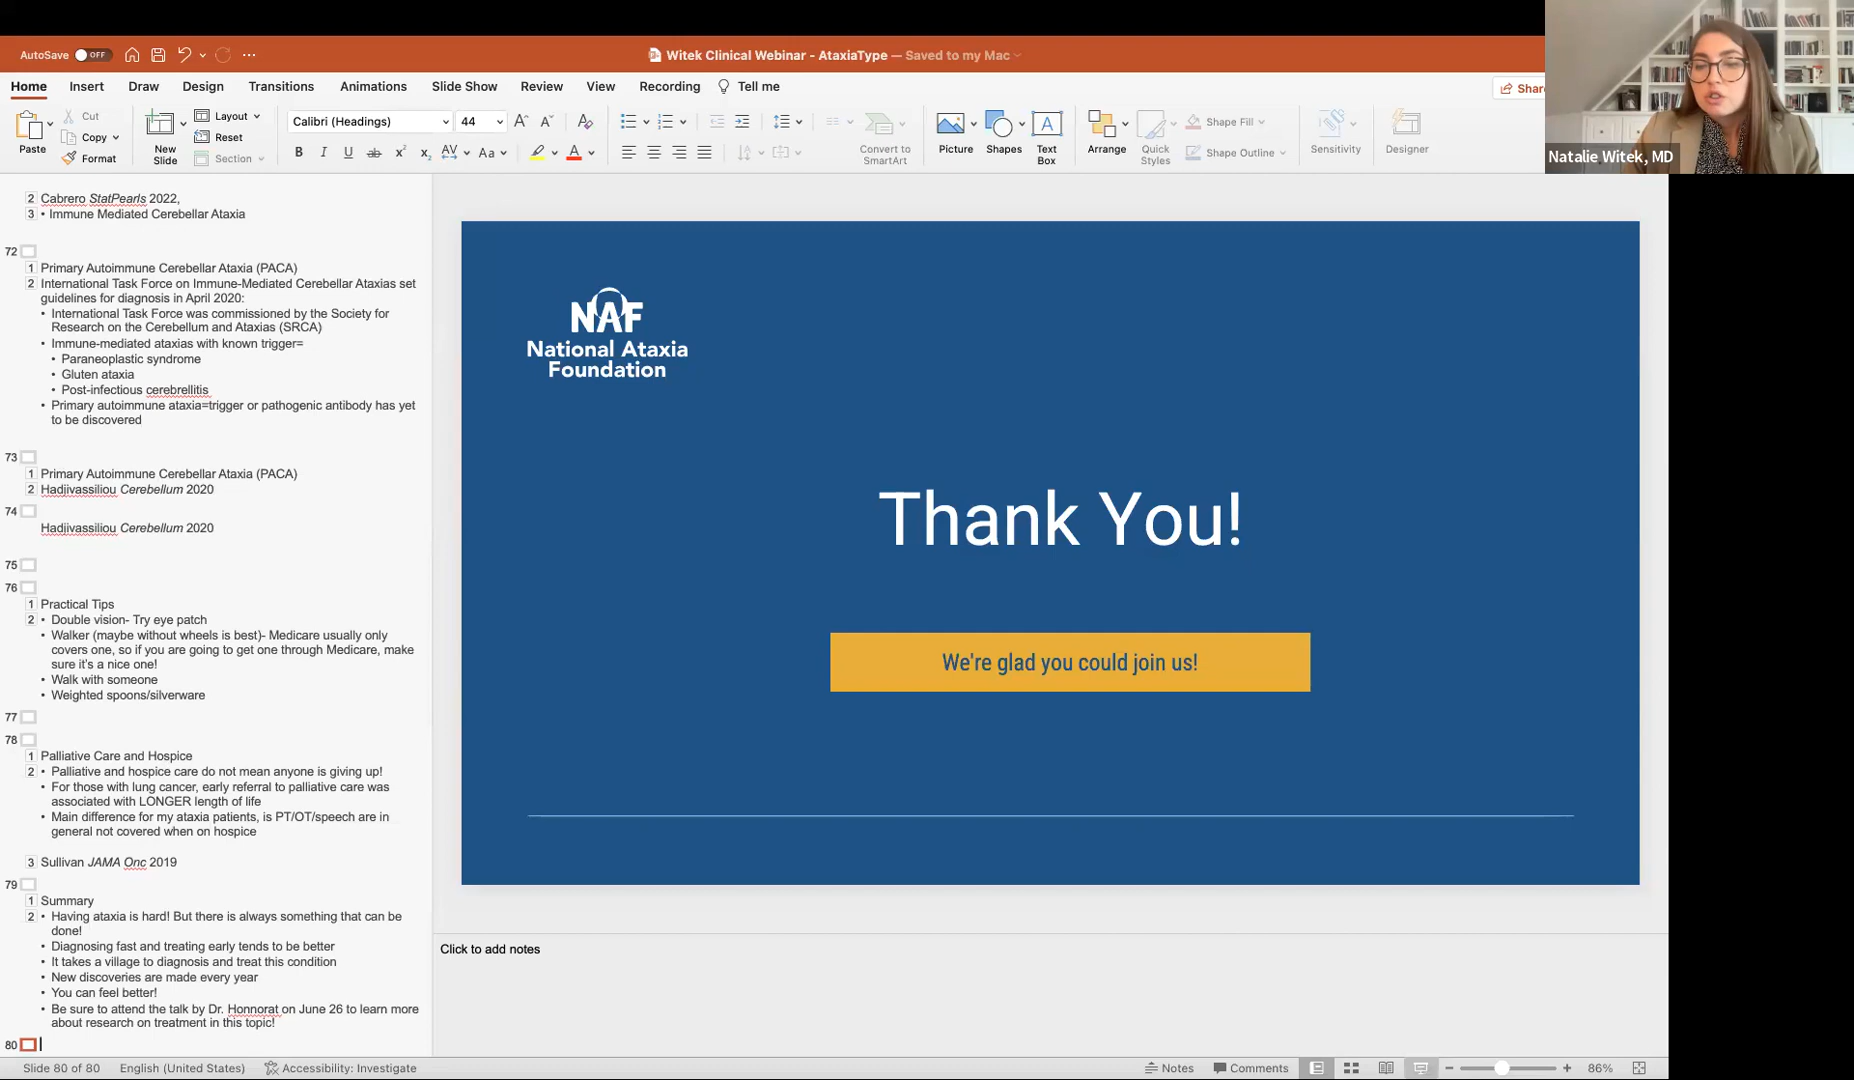 AutoSave OFF
Witek Clinical Webinar - AtaxiaType — Saved to my Mac
Home Insert Draw Design Transitions Animations Slide Show Review View Recording Tell me
Share
Paste
Cut
Copy
Format
New Slide
Layout
Reset
Section
Calibri (Headings) 44
Convert to SmartArt
Picture
Shapes
Text Box
Arrange
Quick Styles
Shape Fill
Shape Outline
Sensitivity
Designer
Natalie Witek, MD
2 Cabrero StatPearls 2022,
3 • Immune Mediated Cerebellar Ataxia
72
1 Primary Autoimmune Cerebellar Ataxia (PACA)
2 International Task Force on Immune-Mediated Cerebellar Ataxias set
guidelines for diagnosis in April 2020:
• International Task Force was commissioned by the Society for
Research on the Cerebellum and Ataxias (SRCA)
• Immune-mediated ataxias with known trigger=
• Paraneoplastic syndrome
• Gluten ataxia
• Post-infectious cerebrellitis
• Primary autoimmune ataxia=trigger or pathogenic antibody has yet
to be discovered
73
1 Primary Autoimmune Cerebellar Ataxia (PACA)
2 Hadjivassiliou Cerebellum 2020
74
Hadjivassiliou Cerebellum 2020
75
76
1 Practical Tips
2 • Double vision- Try eye patch
• Walker (maybe without wheels is best)- Medicare usually only
covers one, so if you are going to get one through Medicare, make
sure it's a nice one!
• Walk with someone
• Weighted spoons/silverware
77
78
1 Palliative Care and Hospice
2 • Palliative and hospice care do not mean anyone is giving up!
• For those with lung cancer, early referral to palliative care was
associated with LONGER length of life
• Main difference for my ataxia patients, is PT/OT/speech are in
general not covered when on hospice
3 Sullivan JAMA Onc 2019
79
1 Summary
2 • Having ataxia is hard! But there is always something that can be
done!
• Diagnosing fast and treating early tends to be better
• It takes a village to diagnosis and treat this condition
• New discoveries are made every year
• You can feel better!
• Be sure to attend the talk by Dr. Honnorat on June 26 to learn more
about research on treatment in this topic!
80
NAF
National Ataxia
Foundation
Thank You!
We're glad you could join us!
Click to add notes
Slide 80 of 80 English (United States) Accessibility: Investigate Notes Comments 86%